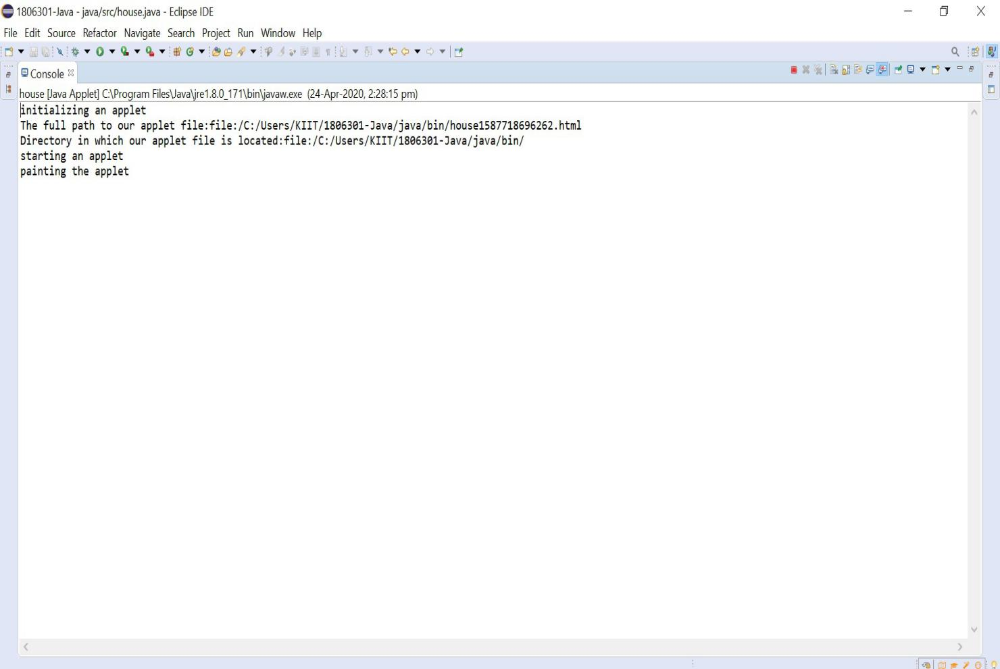 1806301-Java - java/src/house.java - Eclipse IDE
File Edit Source Refactor Navigate Search Project Run Window Help
Console
house [Java Applet] C:\Program Files\Java\jre1.8.0_171\bin\javaw.exe (24-Apr-2020, 2:28:15 pm)
initializing an applet
The full path to our applet file:file:/C:/Users/KIIT/1806301-Java/java/bin/house1587718696262.html
Directory in which our applet file is located:file:/C:/Users/KIIT/1806301-Java/java/bin/
starting an applet
painting the applet